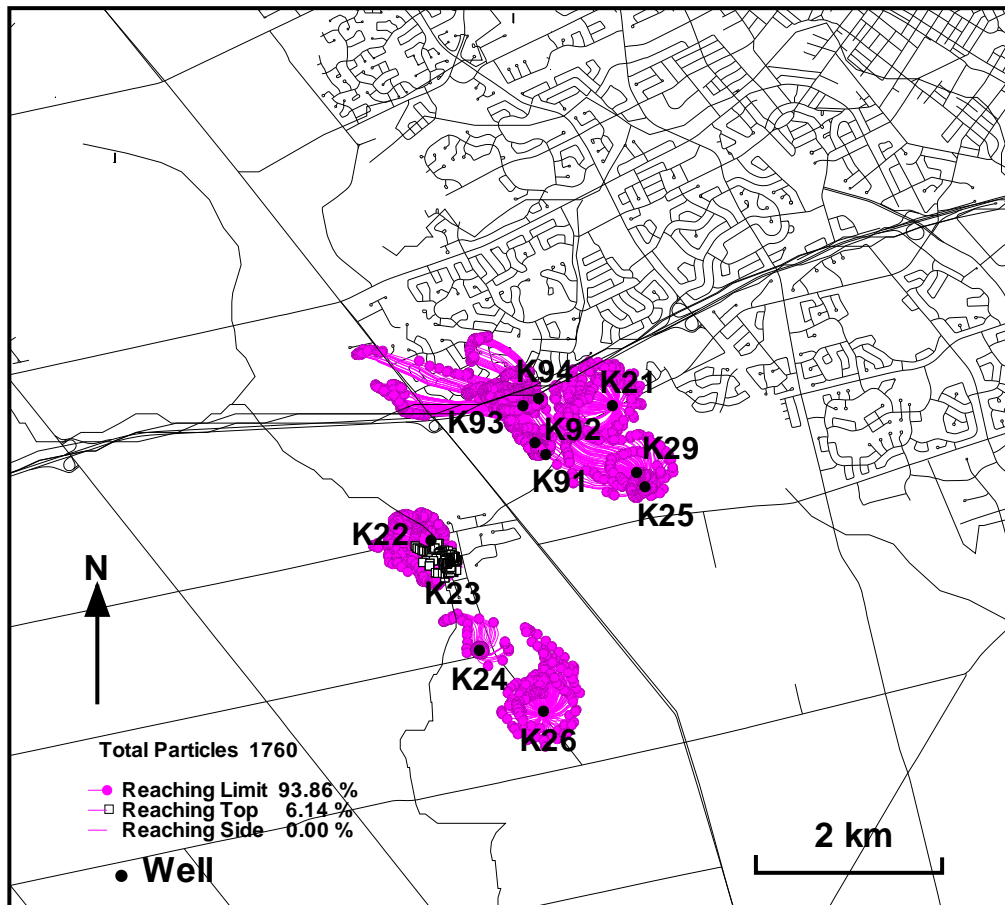 K94
K21
K93
K92
K29
K91
K25
K22
N
K23
K24
K26
Total Particles 1760
Reaching Limit 93.86 %
Reaching Top 6.14 %
Reaching Side 0.00 %
2 km
Well